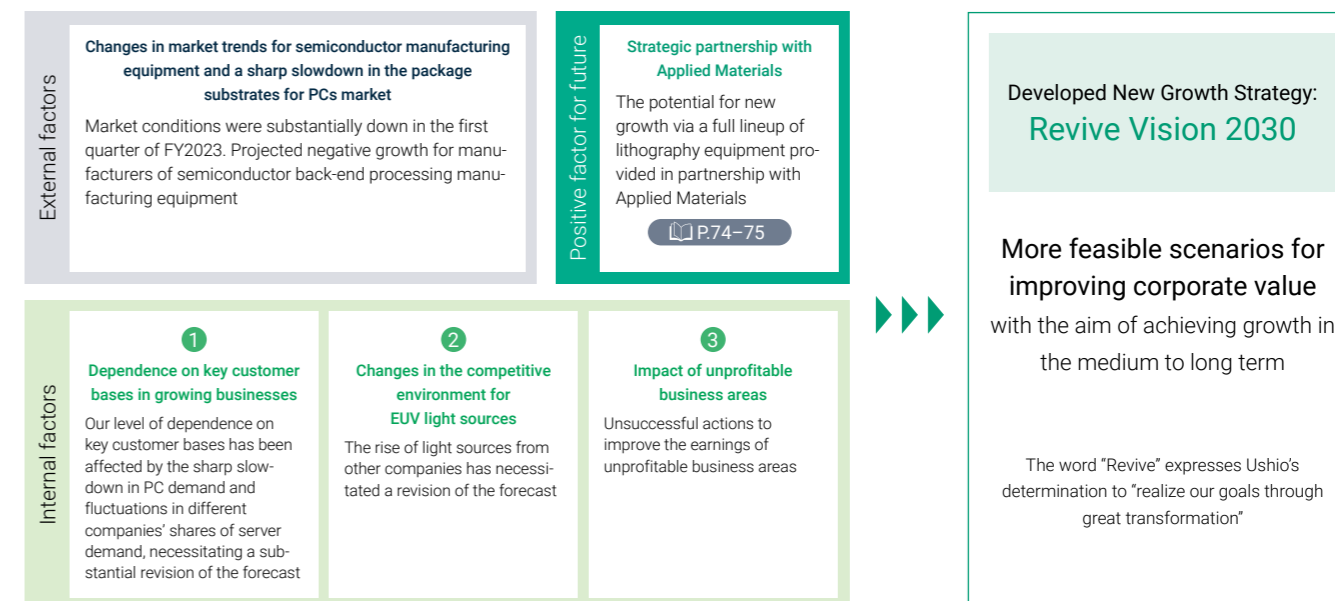 External factors
Changes in market trends for semiconductor manufacturing
equipment and a sharp slowdown in the package
substrates for PCs market
Market conditions were substantially down in the first
quarter of FY2023. Projected negative growth for manu-
facturers of semiconductor back-end processing manu-
facturing equipment
Positive factor for future
Strategic partnership with
Applied Materials
The potential for new
growth via a full lineup of
lithography equipment pro-
vided in partnership with
Applied Materials
P.74–75
Internal factors
1
Dependence on key customer
bases in growing businesses
Our level of dependence on
key customer bases has been
affected by the sharp slow-
down in PC demand and
fluctuations in different
companies’ shares of server
demand, necessitating a sub-
stantial revision of the forecast
2
Changes in the competitive
environment for
EUV light sources
The rise of light sources from
other companies has necessi-
tated a revision of the forecast
3
Impact of unprofitable
business areas
Unsuccessful actions to
improve the earnings of
unprofitable business areas
Developed New Growth Strategy:
Revive Vision 2030
More feasible scenarios for
improving corporate value
with the aim of achieving growth in
the medium to long term
The word “Revive” expresses Ushio’s
determination to “realize our goals through
great transformation”